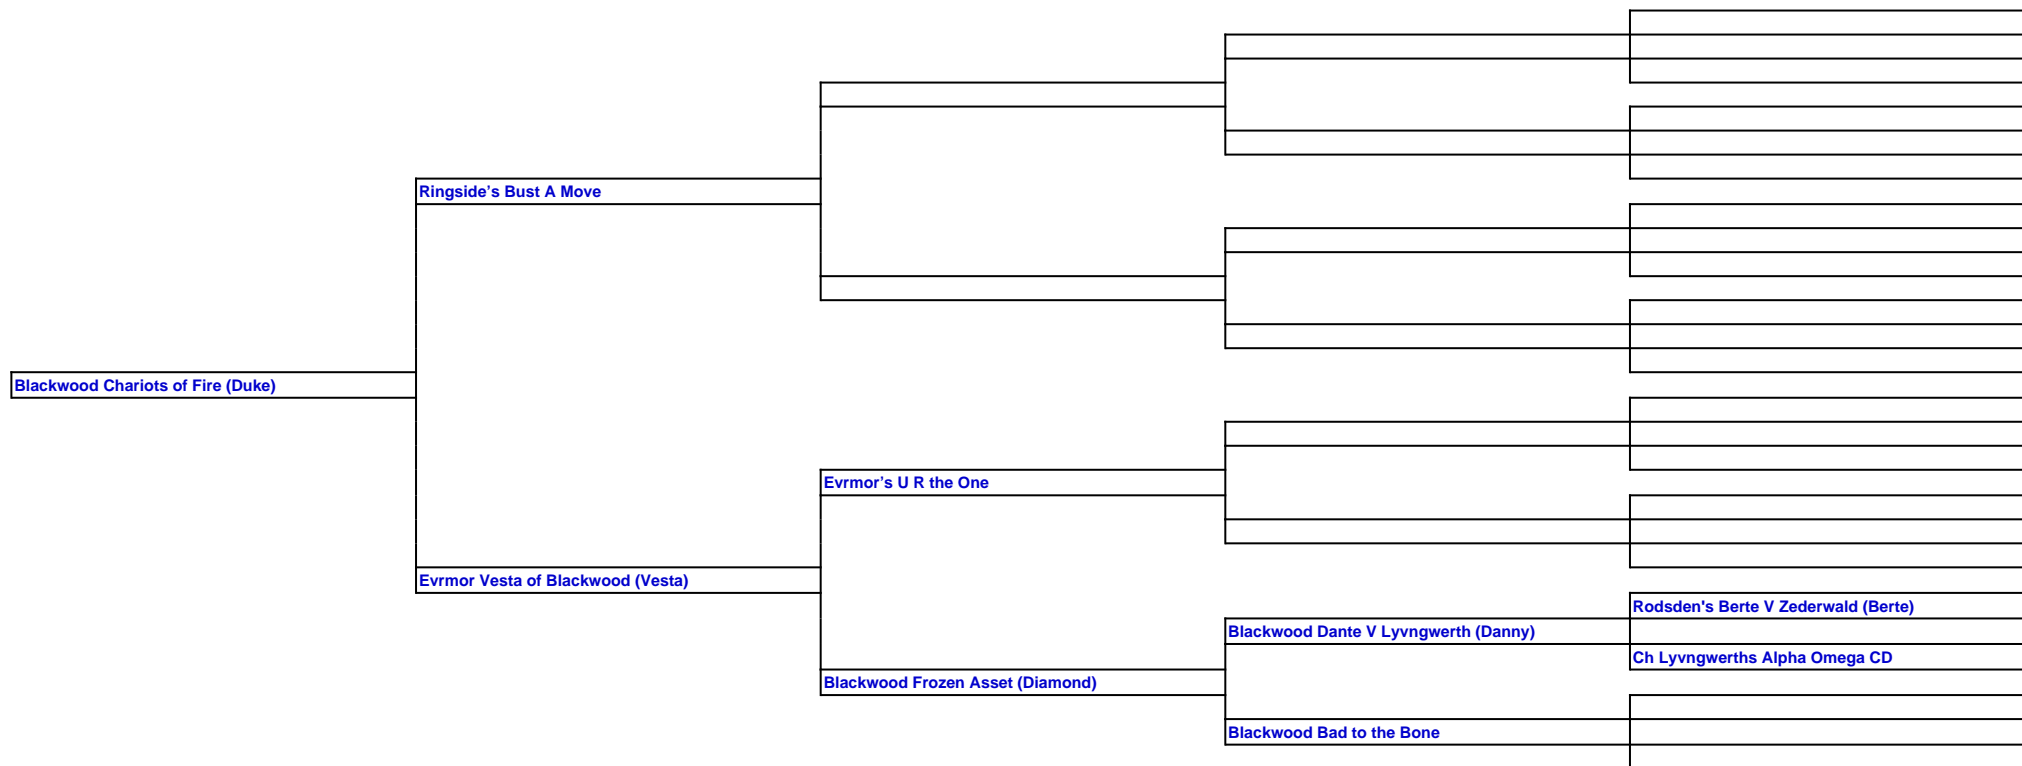 Ringside’s Bust A Move
Blackwood Chariots of Fire (Duke)
Evrmor’s U R the One
Evrmor Vesta of Blackwood (Vesta)
Rodsden's Berte V Zederwald (Berte)
Blackwood Dante V Lyvngwerth (Danny)
Ch Lyvngwerths Alpha Omega CD
Blackwood Frozen Asset (Diamond)
Blackwood Bad to the Bone